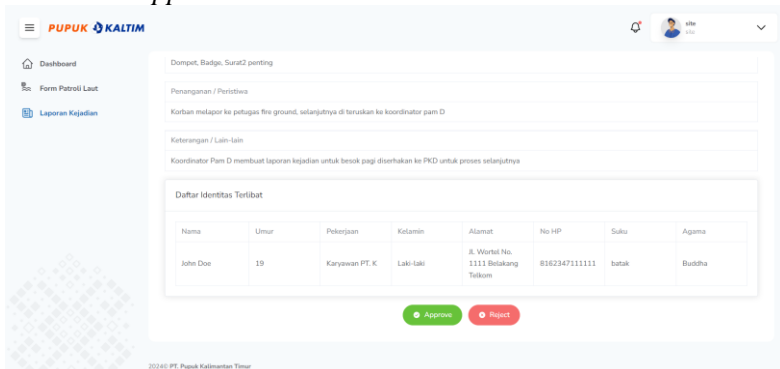 PUPUK KALTIM
site
site
Dashboard
Form Patroli Laut
Laporan Kejadian
Dompet, Badge, Surat2 penting
Penanganan / Peristiwa
Korban melapor ke petugas fire ground, selanjutnya di teruskan ke koordinator pam D
Keterangan / Lain-lain
Koordinator Pam D membuat laporan kejadian untuk besok pagi diserhakan ke PKD untuk proses selanjutnya
Daftar Identitas Terlibat
Nama Umur Pekerjaan Kelamin Alamat No HP Suku Agama
John Doe 19 Karyawan PT. K Laki-laki Jl. Wortel No. 1111 Belakang Telkom 8162347111111 batak Buddha
Approve Reject
2024© PT. Pupuk Kalimantan Timur